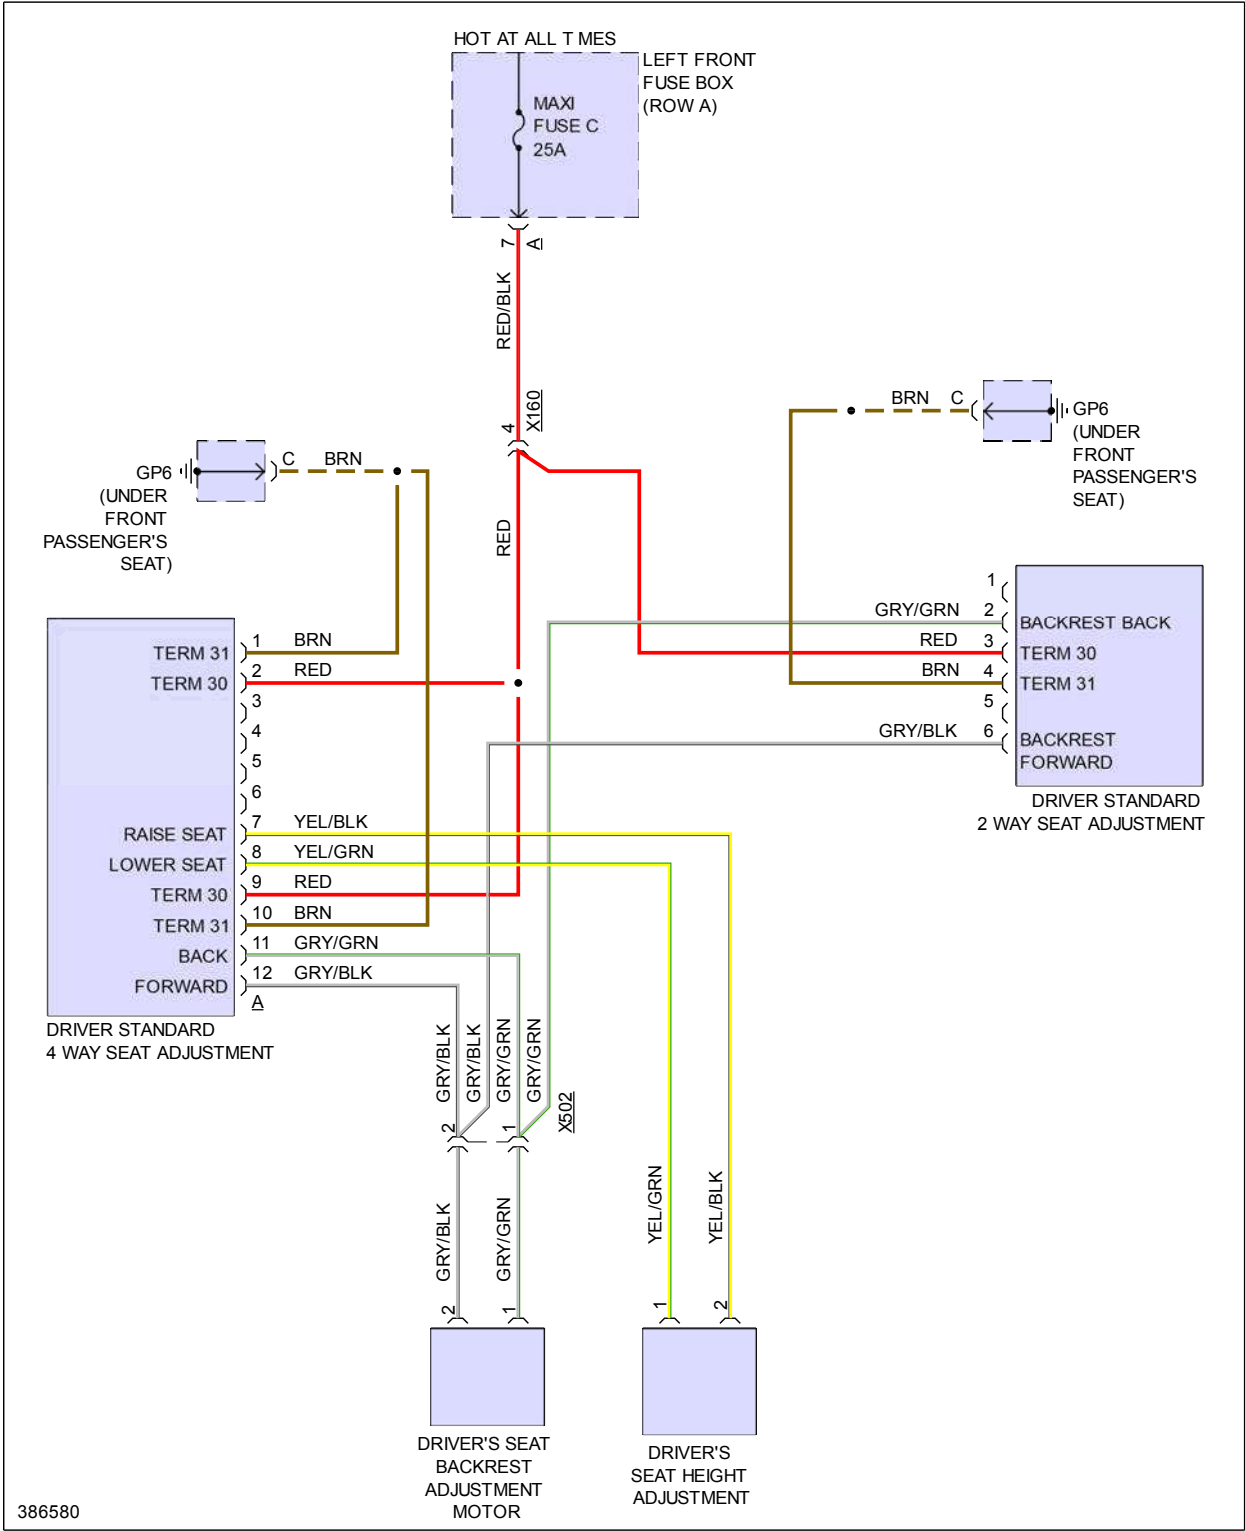 HOT AT ALL T MES
LEFT FRONT
FUSE BOX
(ROW A)
MAXI
FUSE C
25A
7
A
RED/BLK
4
X160
RED
C
BRN
GP6
(UNDER
FRONT
PASSENGER'S
SEAT)
BRN
C
GP6
(UNDER
FRONT
PASSENGER'S
SEAT)
1
GRY/GRN
2
BACKREST BACK
RED
3
TERM 30
BRN
4
TERM 31
5
GRY/BLK
6
BACKREST
FORWARD
DRIVER STANDARD
2 WAY SEAT ADJUSTMENT
TERM 31
1
BRN
TERM 30
2
RED
3
4
5
6
RAISE SEAT
7
YEL/BLK
LOWER SEAT
8
YEL/GRN
TERM 30
9
RED
TERM 31
10
BRN
BACK
11
GRY/GRN
FORWARD
12
GRY/BLK
A
DRIVER STANDARD
4 WAY SEAT ADJUSTMENT
GRY/BLK
GRY/BLK
GRY/GRN
GRY/GRN
2
1
X502
GRY/BLK
GRY/GRN
YEL/GRN
YEL/BLK
2
1
1
2
DRIVER'S SEAT
BACKREST
ADJUSTMENT
MOTOR
DRIVER'S
SEAT HEIGHT
ADJUSTMENT
386580